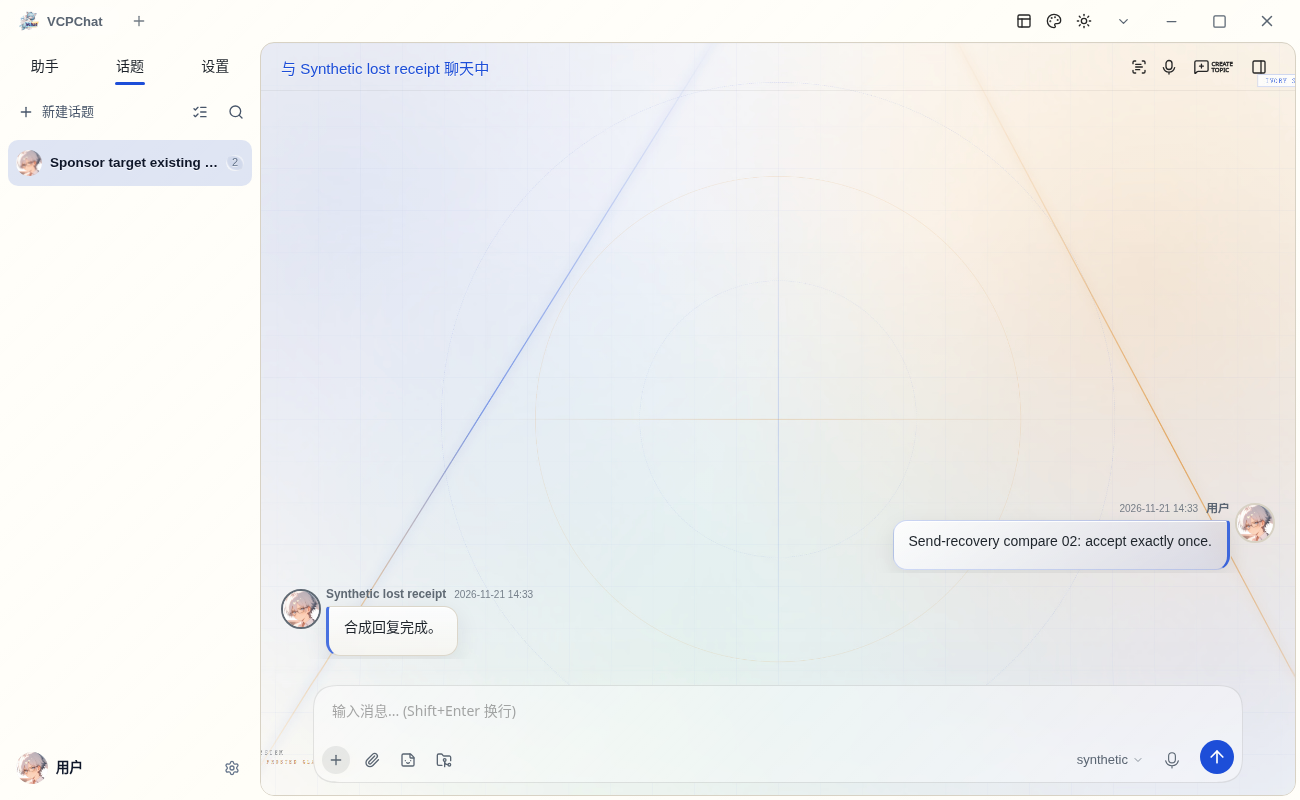 VCPChat
助手
话题
设置
新建话题
Sponsor target existing ...
2
用户
与 Synthetic lost receipt 聊天中
CREATE
TOPIC
2026-11-21 14:33 用户
Send-recovery compare 02: accept exactly once.
Synthetic lost receipt 2026-11-21 14:33
合成回复完成。
输入消息... (Shift+Enter 换行)
synthetic